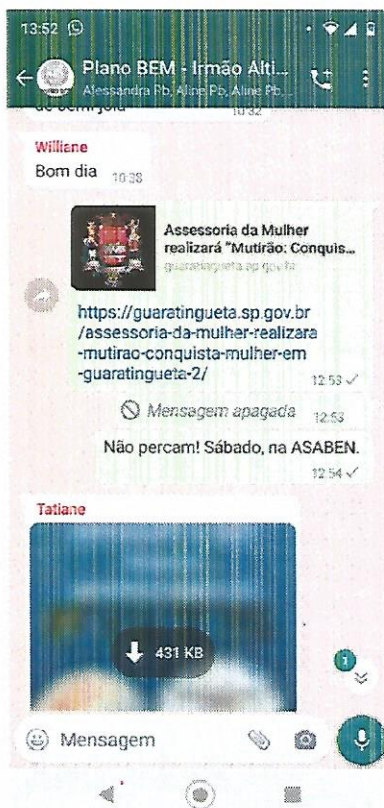 13:52
Plano BEM - Irmão Alti...
Alessandra Pb, Aline Pb, Aline Pb,...
10:32
Williane
Bom dia 10:38
Assessoria da Mulher
realizará "Mutirão: Conquis...
guaratingueta.sp.gov.br
https://guaratingueta.sp.gov.br
/assessoria-da-mulher-realizara
-mutirao-conquista-mulher-em
-guaratingueta-2/
12:53
Mensagem apagada 12:53
Não percam! Sábado, na ASABEN.
12:54
Tatiane
431 KB
1
Mensagem